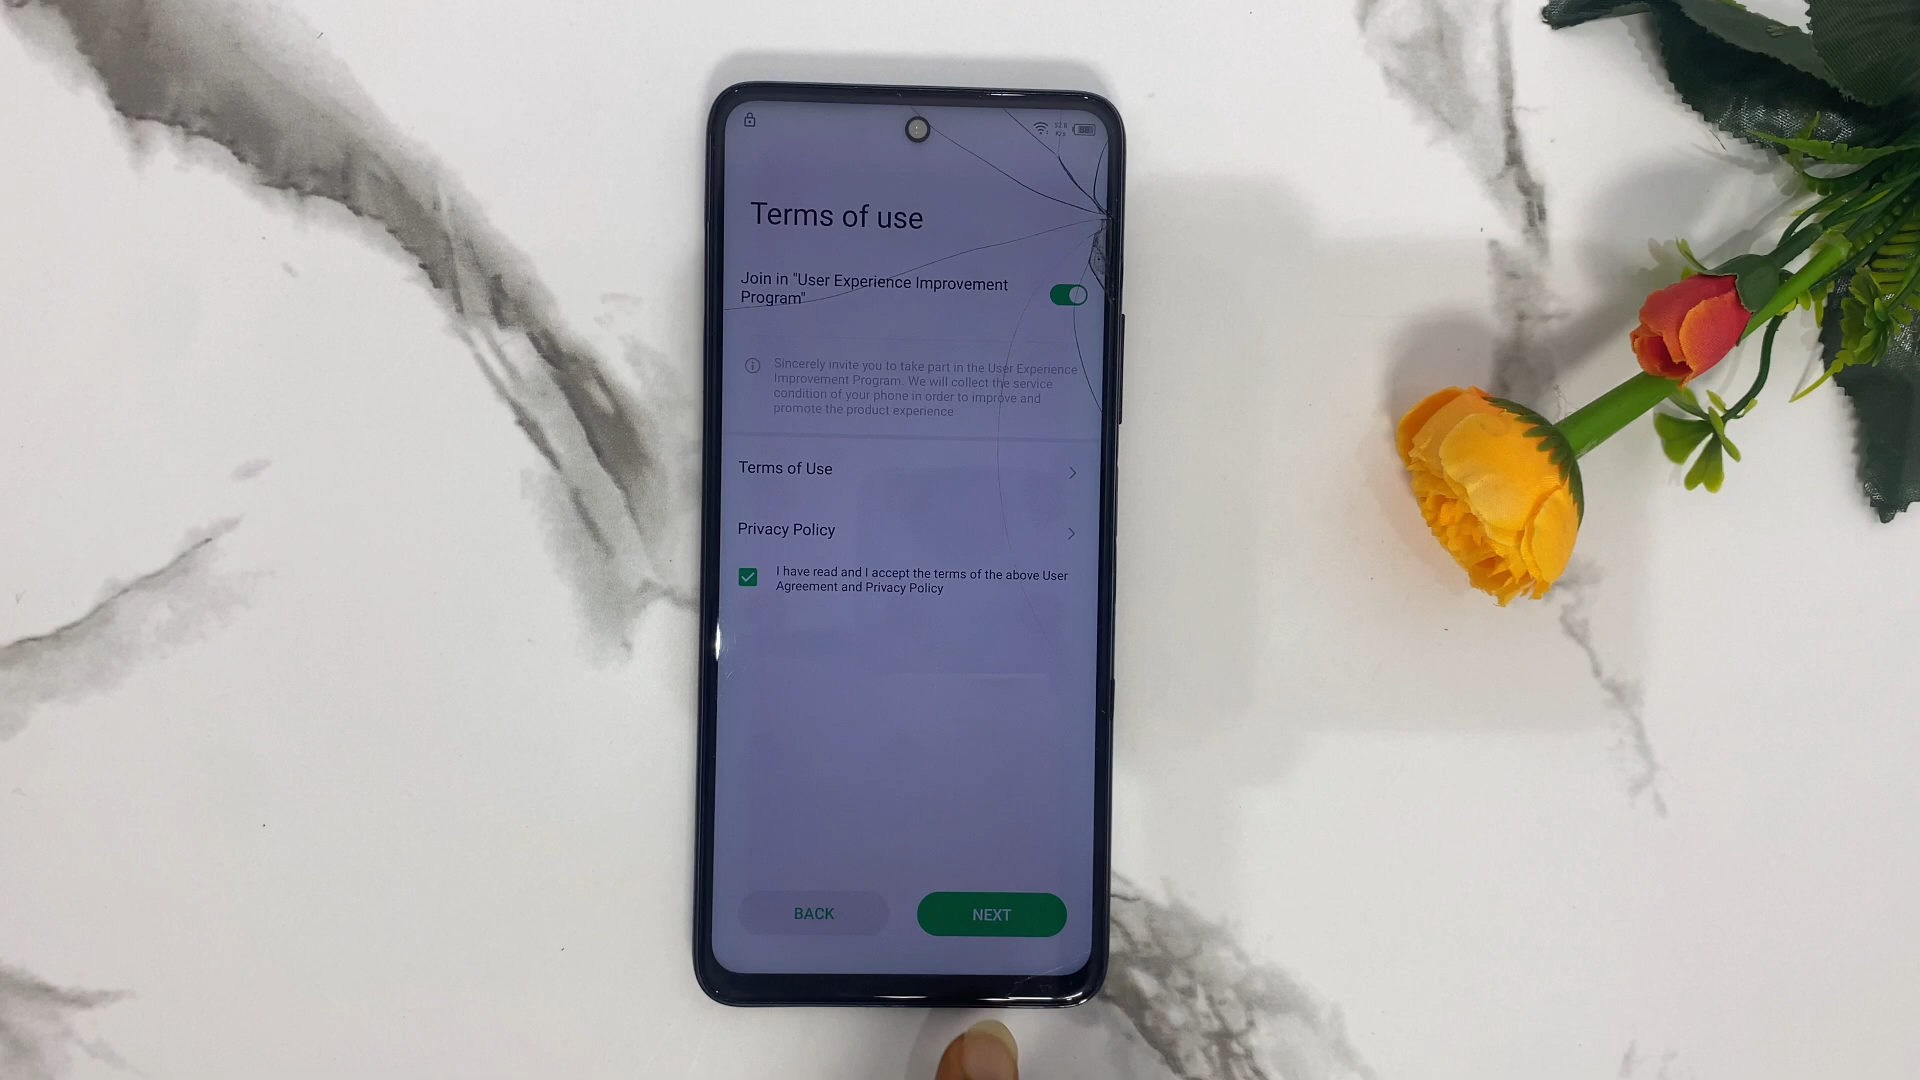 Terms of use
Join in "User Experience Improvement
Program"
Sincerely invite you to take part in the User Experience
Improvement Program. We will collect the service
condition of your phone in order to improve and
promote the product experience
Terms of Use
Privacy Policy
I have read and I accept the terms of the above User
Agreement and Privacy Policy
BACK
NEXT